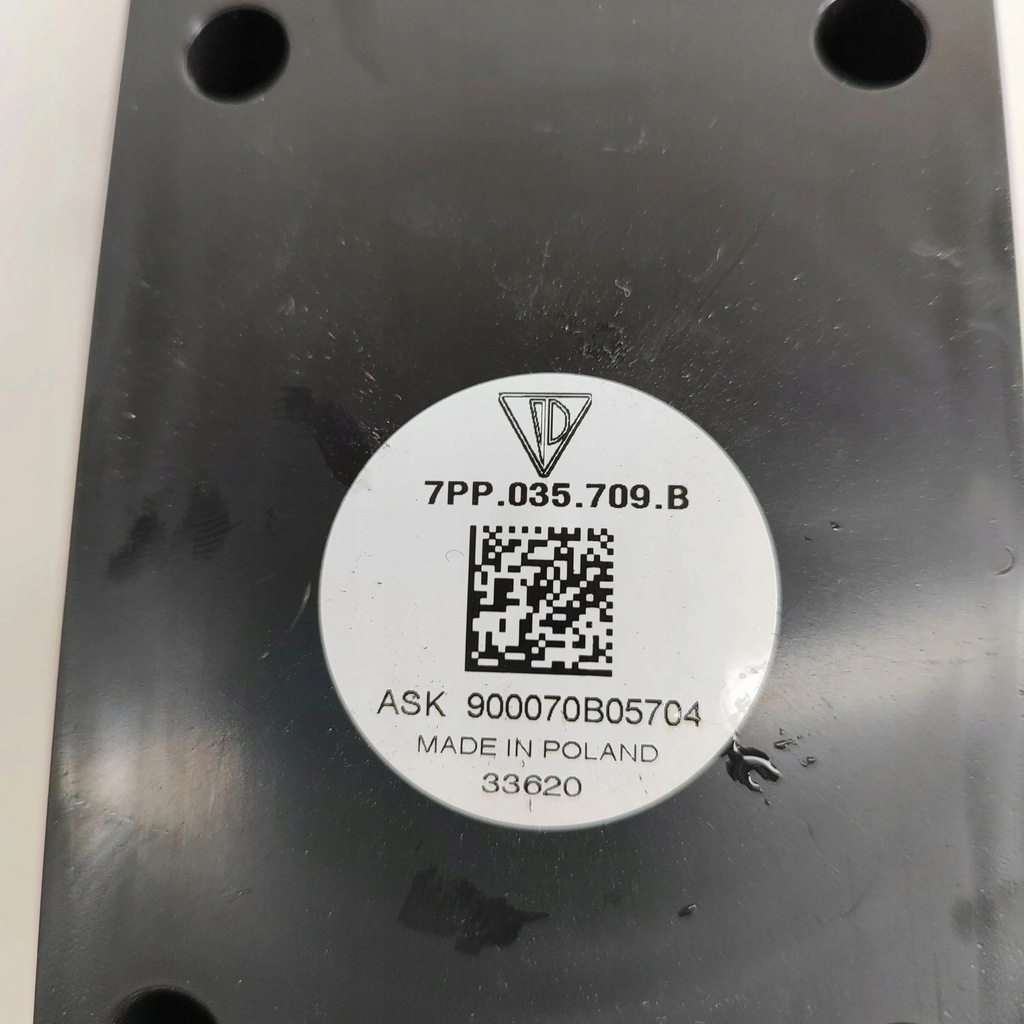 7PP.035.709.B
ASK 900070B05704
MADE IN POLAND
33620